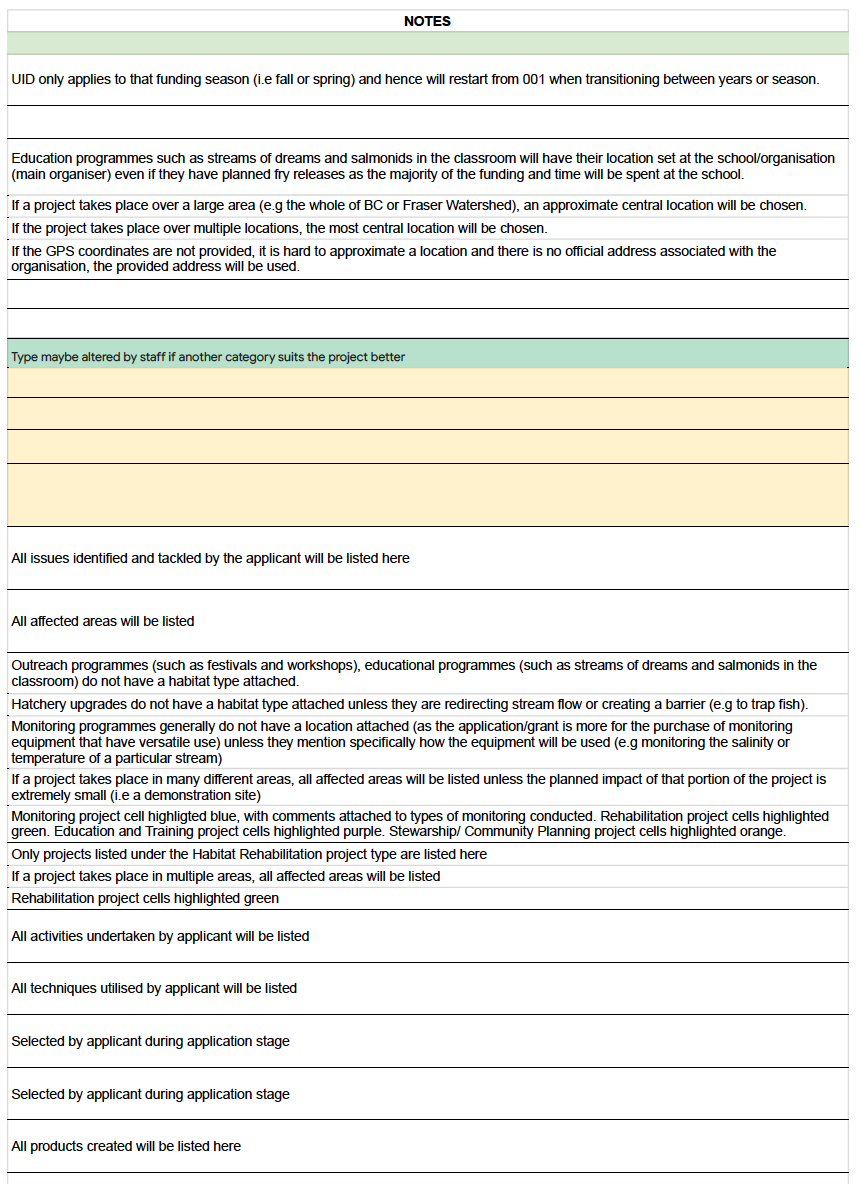 NOTES
UID only applies to that funding season (i.e fall or spring) and hence will restart from 001 when transitioning between years or season.
Education programmes such as streams of dreams and salmonids in the classroom will have their location set at the school/organisation
(main organiser) even if they have planned fry releases as the majority of the funding and time will be spent at the school.
If a project takes place over a large area (e.g the whole of BC or Fraser Watershed), an approximate central location will be chosen.
If the project takes place over multiple locations, the most central location will be chosen.
If the GPS coordinates are not provided, it is hard to approximate a location and there is no official address associated with the
organisation, the provided address will be used.
Type maybe altered by staff if another category suits the project better
All issues identified and tackled by the applicant will be listed here
All affected areas will be listed
Outreach programmes (such as festivals and workshops), educational programmes (such as streams of dreams and salmonids in the
classroom) do not have a habitat type attached.
Hatchery upgrades do not have a habitat type attached unless they are redirecting stream flow or creating a barrier (e.g to trap fish).
Monitoring programmes generally do not have a location attached (as the application/grant is more for the purchase of monitoring
equipment that have versatile use) unless they mention specifically how the equipment will be used (e.g monitoring the salinity or
temperature of a particular stream)
If a project takes place in many different areas, all affected areas will be listed unless the planned impact of that portion of the project is
extremely small (i.e a demonstration site)
Monitoring project cell highligted blue, with comments attached to types of monitoring conducted. Rehabilitation project cells highlighted
green. Education and Training project cells highlighted purple. Stewarship/ Community Planning project cells highlighted orange.
Only projects listed under the Habitat Rehabilitation project type are listed here
If a project takes place in multiple areas, all affected areas will be listed
Rehabilitation project cells highlighted green
All activities undertaken by applicant will be listed
All techniques utilised by applicant will be listed
Selected by applicant during application stage
Selected by applicant during application stage
All products created will be listed here